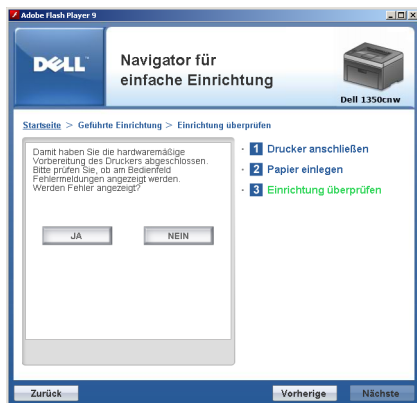 Adobe Flash Player 9
DELL
Navigator für
einfache Einrichtung
Dell 1350cnw
Startseite > Geführte Einrichtung > Einrichtung überprüfen
Damit haben Sie die hardwaremäßige
Vorbereitung des Druckers abgeschlossen.
Bitte prüfen Sie, ob am Bedienfeld
Fehlermeldungen angezeigt werden.
Werden Fehler angezeigt?
JA
NEIN
1 Drucker anschließen
2 Papier einlegen
3 Einrichtung überprüfen
Zurück
Vorherige
Nächste